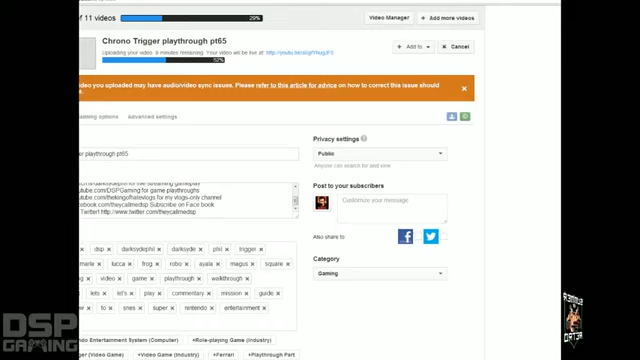 of 11 videos
29%
Video Manager
+ Add more videos
Chrono Trigger playthrough pt65
Uploading your video. 8 minutes remaining. Your video will be live at:
52%
+ Add to
× Cancel
ideo you uploaded may have audio/video sync issues. Please refer to this article for advice on how to correct this issue should
×
Advanced settings
r playthrough pt65
Privacy settings
Public
Anyone can search for and view
utube.com/DSPGaming for game playthroughs
utube.com/thekingofhatevlogs for my vlogs-only channel
cebook.com/theycallmedsp Subscribe on Face book
Twitter! http://www.twitter.com/theycallmedsp
Post to your subscribers
Customize your message
Also share to
dsp × darksydephil × darksyde × phil × trigger ×
marle × lucca × frog × robo × ayala × magus × square ×
video × game × playthrough × walkthrough ×
lets × let's × play × commentary × mission × guide ×
to × snes × super × nintendo × entertainment ×
Category
Gaming
ndo Entertainment System (Computer)
+Role-playing Game (Industry)
er (Video Game)
+Video Game (Industry)
+Ferrari
+Playthrough Part
DSP
GAMING
SUMMER
RETRO